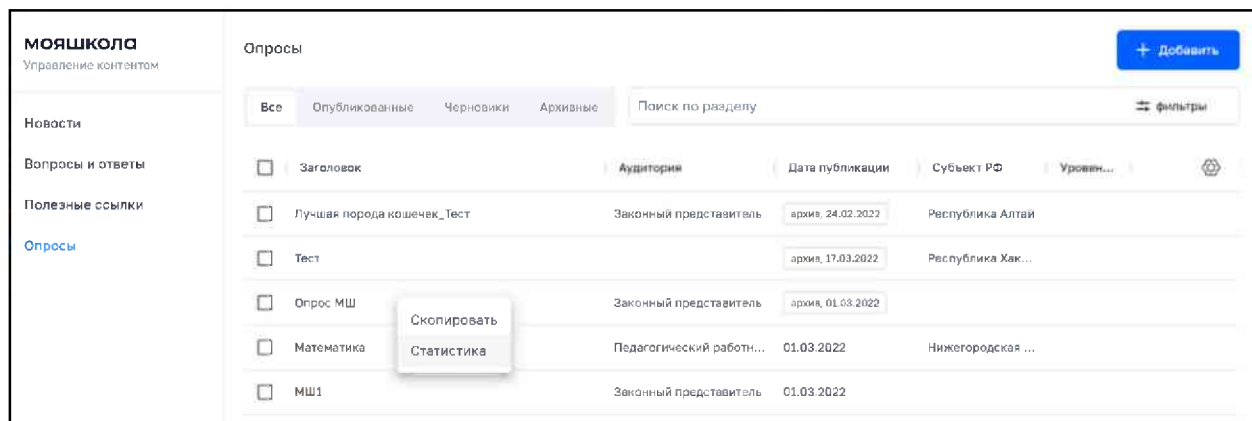 мояшкола
Управление контентом
Новости
Вопросы и ответы
Полезные ссылки
Опросы
Опросы
+ Добавить
Все Опубликованные Черновики Архивные Поиск по разделу фильтры
Заголовок Аудитория Дата публикации Субъект РФ Уровен...
Лучшая порода кошечек_Тест Законный представитель архив, 24.02.2022 Республика Алтай
Тест архив, 17.03.2022 Республика Хак...
Опрос МШ Законный представитель архив, 01.03.2022
Скопировать
Математика Педагогический работн... 01.03.2022 Нижегородская ...
Статистика
МШ1 Законный представитель 01.03.2022